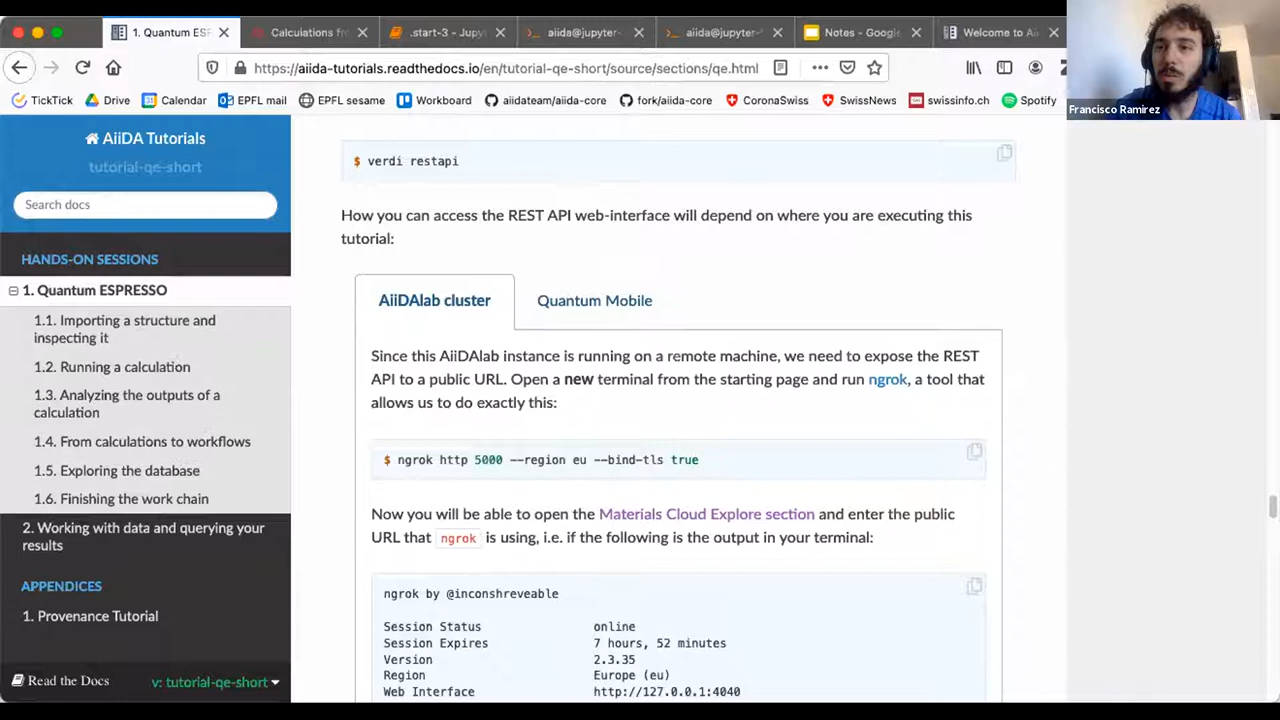 1. Quantum ESP
Calculations fr
.start-3 - Jupy
aiida@jupyter-
aiida@jupyter-
Notes - Google
Welcome to Ai
https://aiida-tutorials.readthedocs.io/en/tutorial-qe-short/source/sections/qe.html
TickTick
Drive
Calendar
EPFL mail
EPFL sesame
Workboard
aiidateam/aiida-core
fork/aiida-core
CoronaSwiss
SwissNews
swissinfo.ch
Spotify
Francisco Ramirez
AiiDA Tutorials
tutorial-qe-short
Search docs
HANDS-ON SESSIONS
1. Quantum ESPRESSO
1.1. Importing a structure and
inspecting it
1.2. Running a calculation
1.3. Analyzing the outputs of a
calculation
1.4. From calculations to workflows
1.5. Exploring the database
1.6. Finishing the work chain
2. Working with data and querying your
results
APPENDICES
1. Provenance Tutorial
Read the Docs
v: tutorial-qe-short
$ verdi restapi
How you can access the REST API web-interface will depend on where you are executing this
tutorial:
AiiDAlab cluster
Quantum Mobile
Since this AiiDAlab instance is running on a remote machine, we need to expose the REST
API to a public URL. Open a new terminal from the starting page and run ngrok, a tool that
allows us to do exactly this:
$ ngrok http 5000 --region eu --bind-tls true
Now you will be able to open the Materials Cloud Explore section and enter the public
URL that ngrok is using, i.e. if the following is the output in your terminal:
ngrok by @inconshreveable
Session Status online
Session Expires 7 hours, 52 minutes
Version 2.3.35
Region Europe (eu)
Web Interface http://127.0.0.1:4040